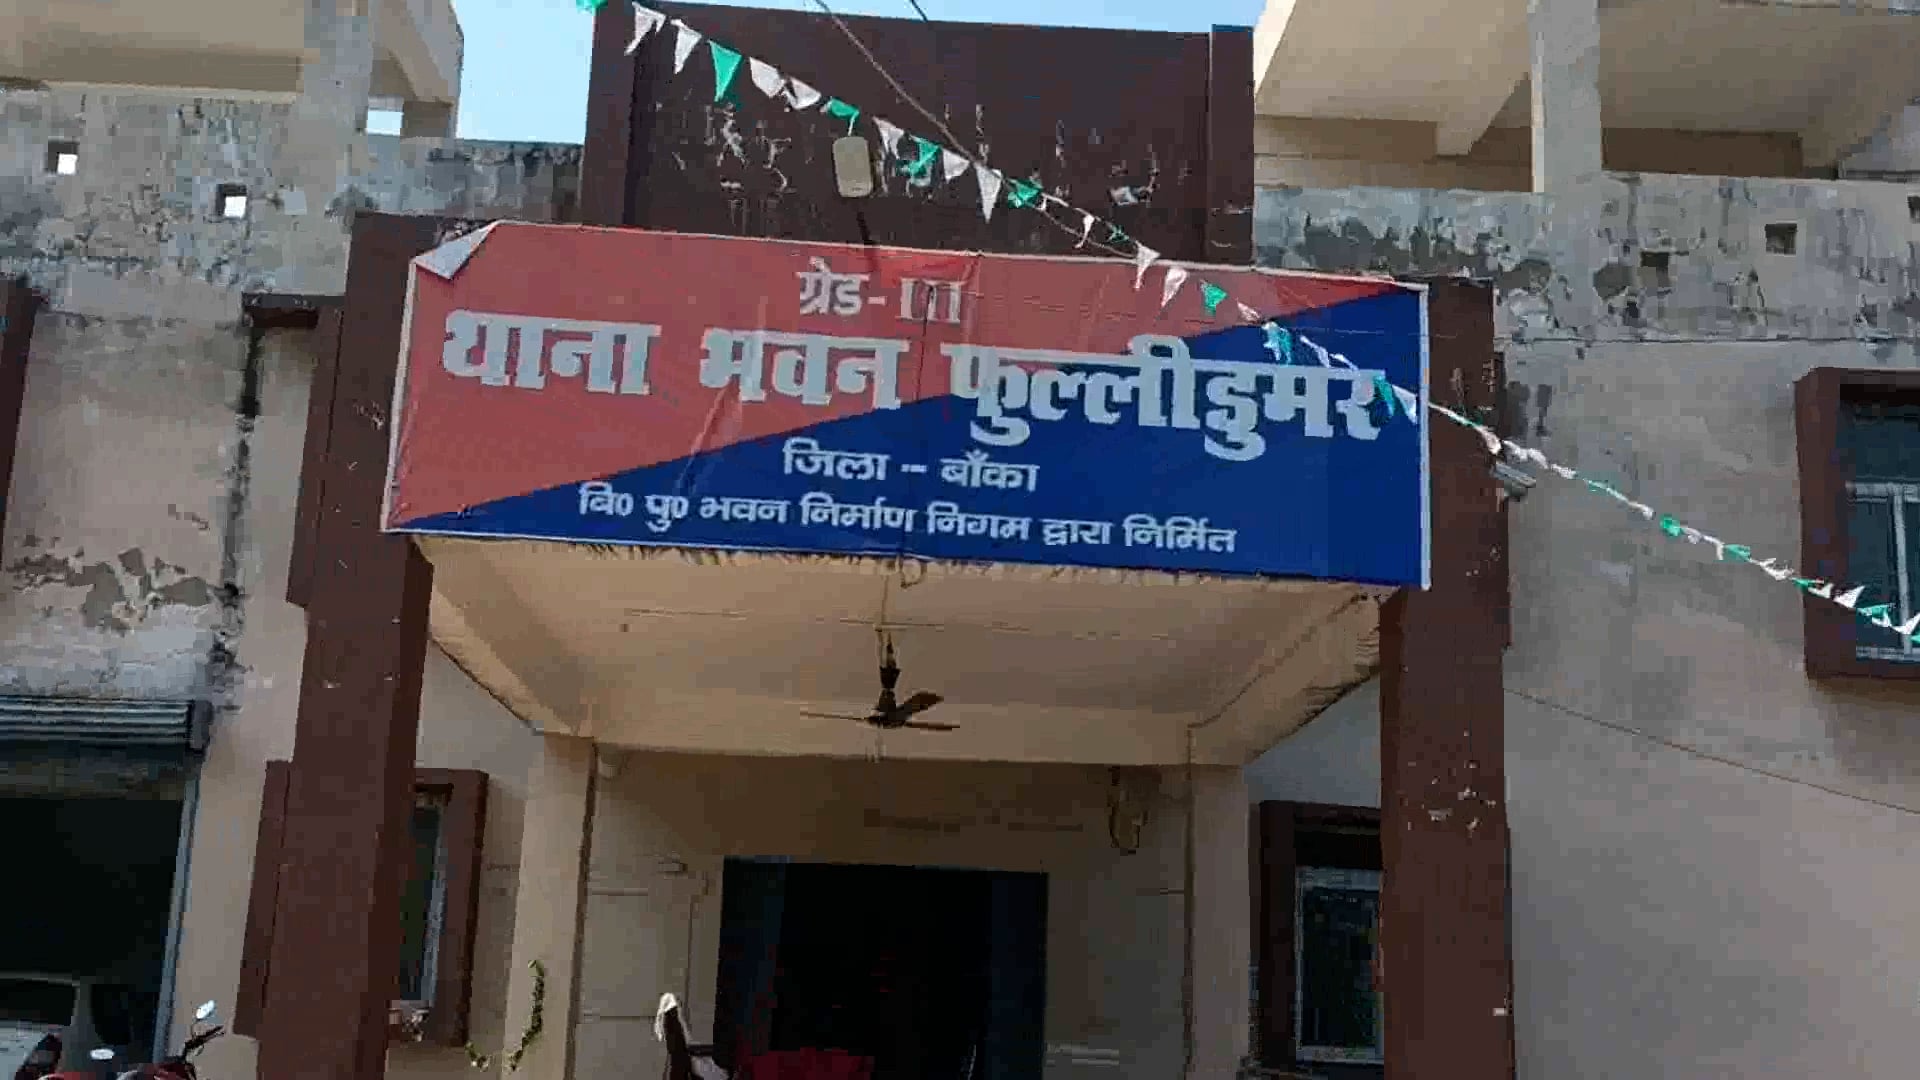 ग्रेड- III
थाना भवन फुल्लीडुमर
जिला - बाँका
बि० पु० भवन निर्माण निगम द्वारा निर्मित